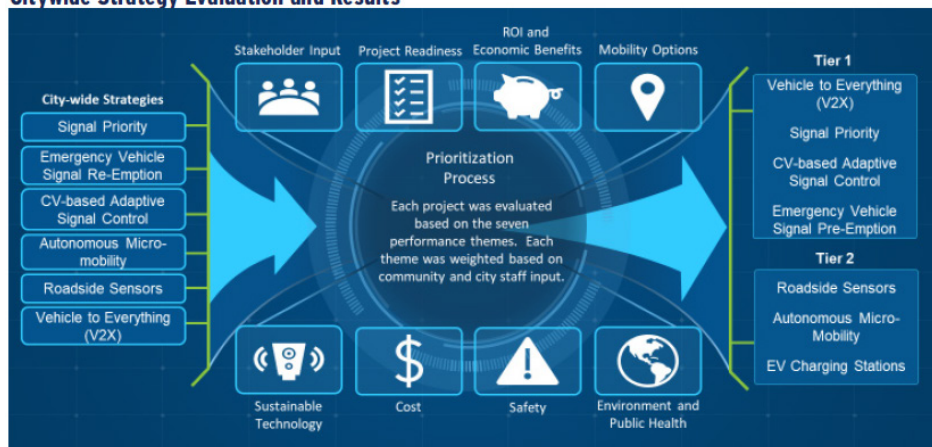 Citywide Strategy Evaluation and Results
City-wide Strategies
Signal Priority
Emergency Vehicle
Signal Re-Emption
CV-based Adaptive
Signal Control
Autonomous Micro-
mobility
Roadside Sensors
Vehicle to Everything
(V2X)
Stakeholder Input
Project Readiness
ROI and
Economic Benefits
Mobility Options
Prioritization
Process
Each project was evaluated
based on the seven
performance themes. Each
theme was weighted based on
community and city staff input.
Sustainable
Technology
Cost
Safety
Environment and
Public Health
Tier 1
Vehicle to Everything
(V2X)
Signal Priority
CV-based Adaptive
Signal Control
Emergency Vehicle
Signal Pre-Emption
Tier 2
Roadside Sensors
Autonomous Micro-
Mobility
EV Charging Stations